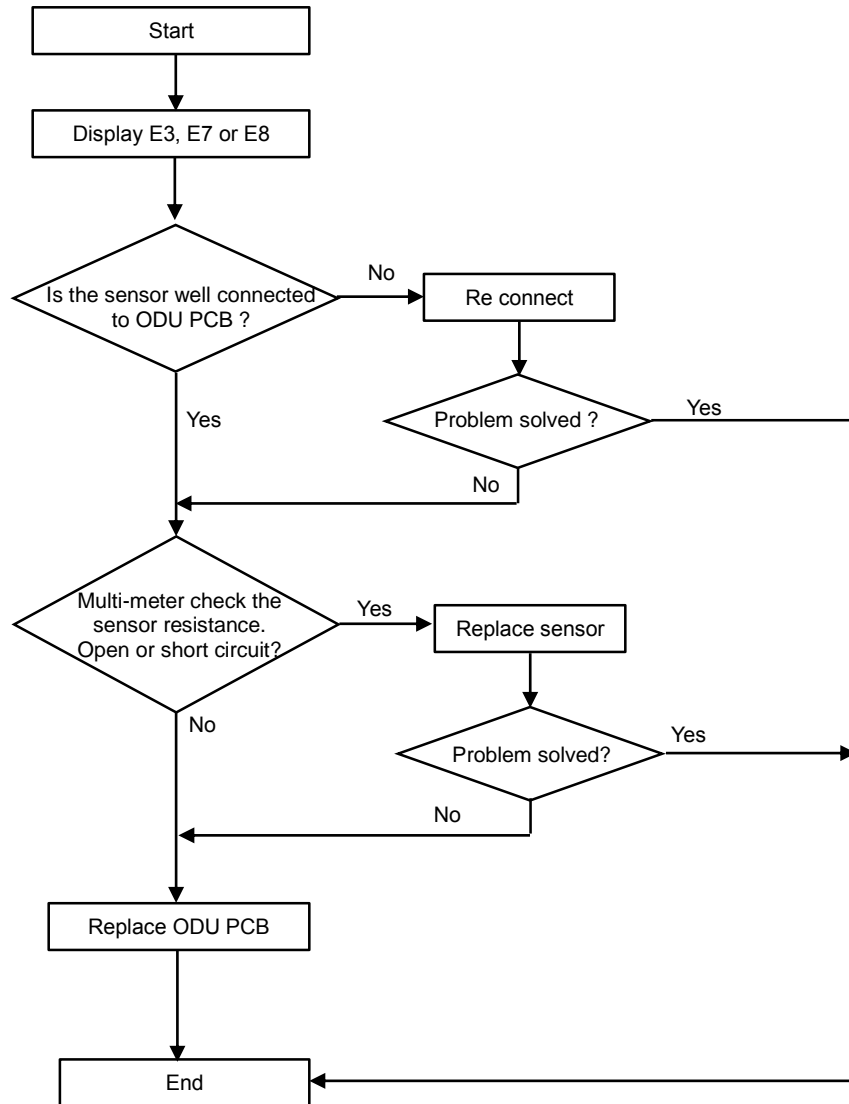 Start
Display E3, E7 or E8
Is the sensor well connected
to ODU PCB ?
No
Re connect
Yes
Problem solved ?
Yes
No
Multi-meter check the
sensor resistance.
Open or short circuit?
Yes
Replace sensor
No
Problem solved?
Yes
No
Replace ODU PCB
End